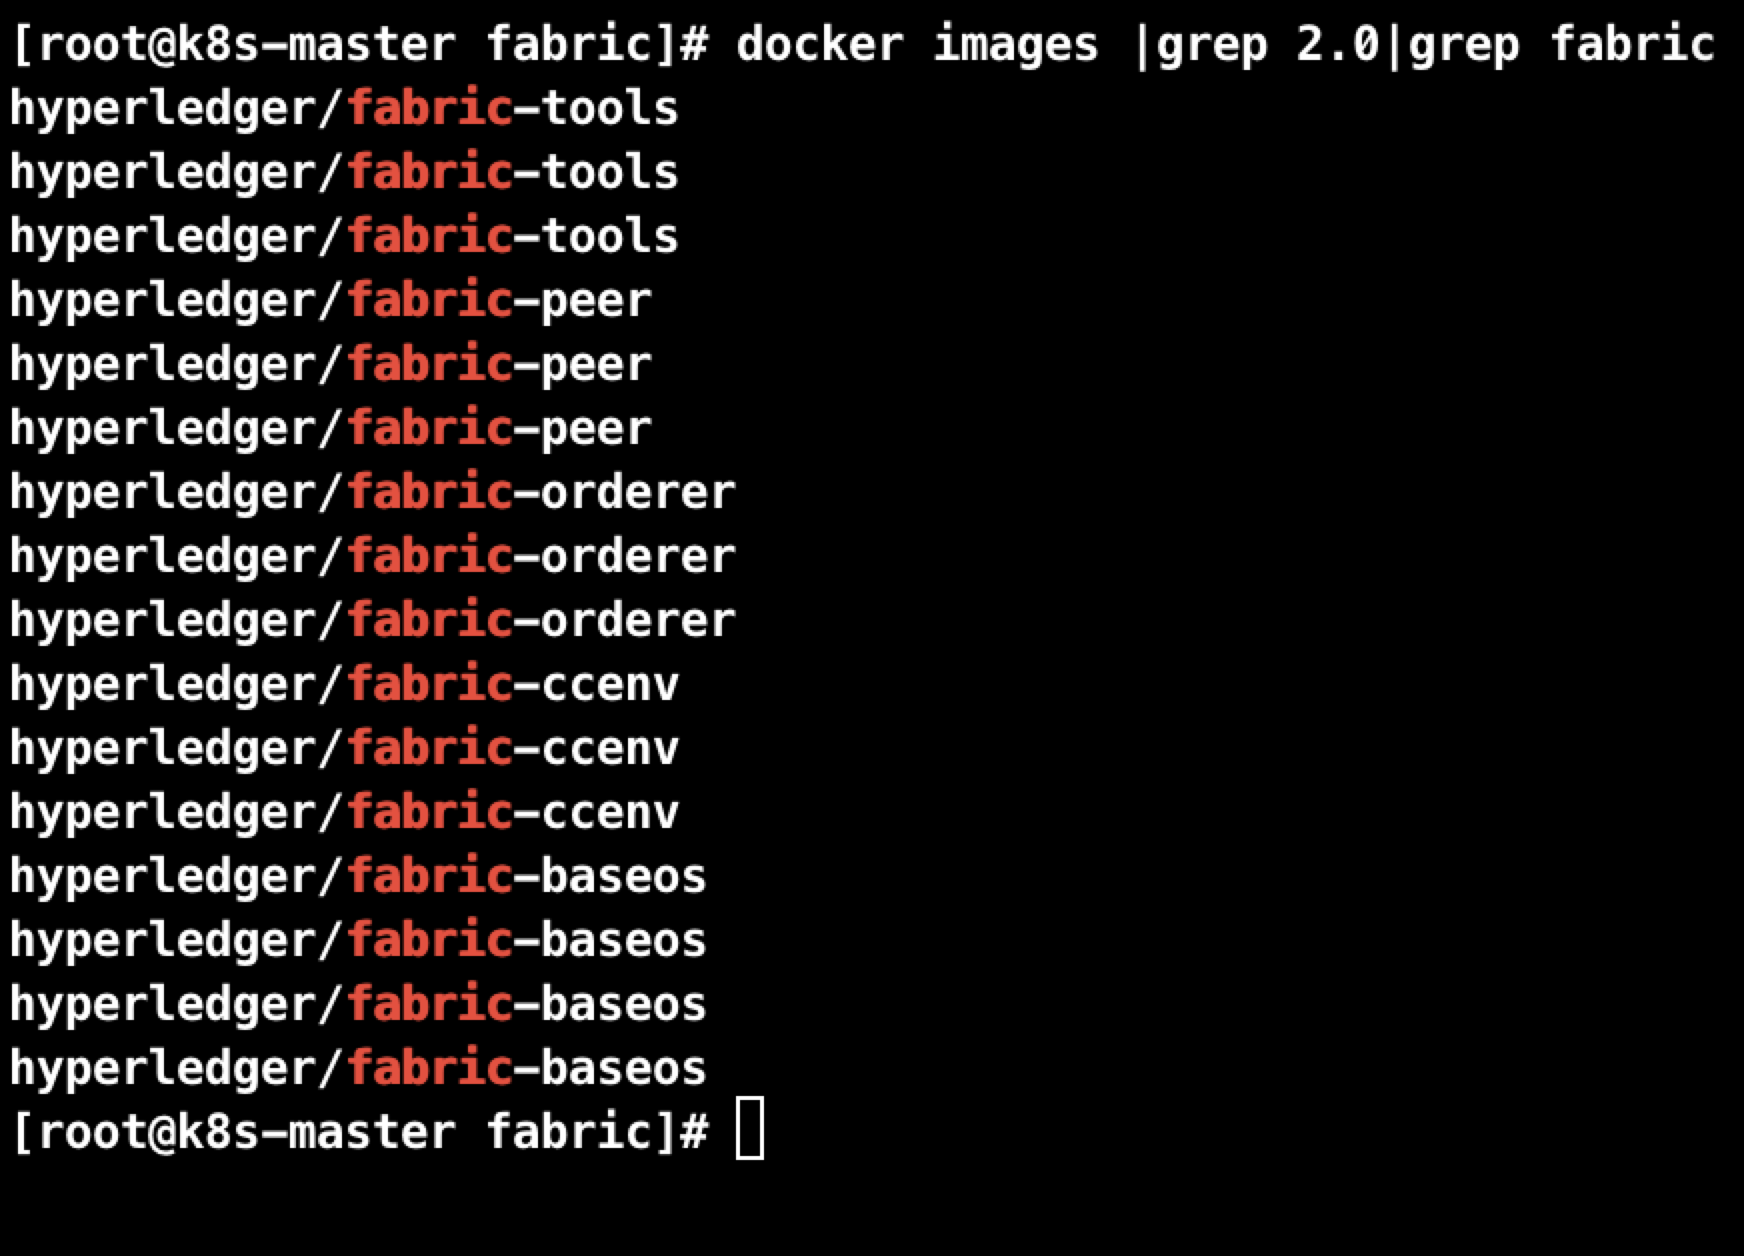 [root@k8s-master fabric]# docker images |grep 2.0|grep fabric
hyperledger/fabric-tools
hyperledger/fabric-tools
hyperledger/fabric-tools
hyperledger/fabric-peer
hyperledger/fabric-peer
hyperledger/fabric-peer
hyperledger/fabric-orderer
hyperledger/fabric-orderer
hyperledger/fabric-orderer
hyperledger/fabric-ccenv
hyperledger/fabric-ccenv
hyperledger/fabric-ccenv
hyperledger/fabric-baseos
hyperledger/fabric-baseos
hyperledger/fabric-baseos
hyperledger/fabric-baseos
[root@k8s-master fabric]#